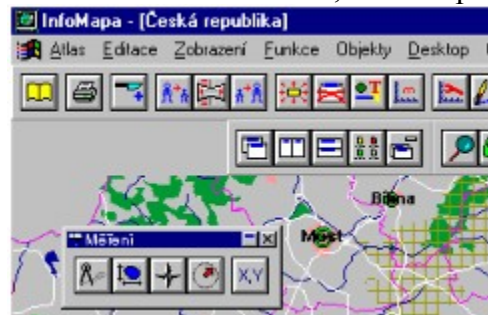 InfoMapa - [Česká republika]
Atlas Editace Zobrazení Funkce Objekty Desktop
Bílina
Měření
Most
X,Y